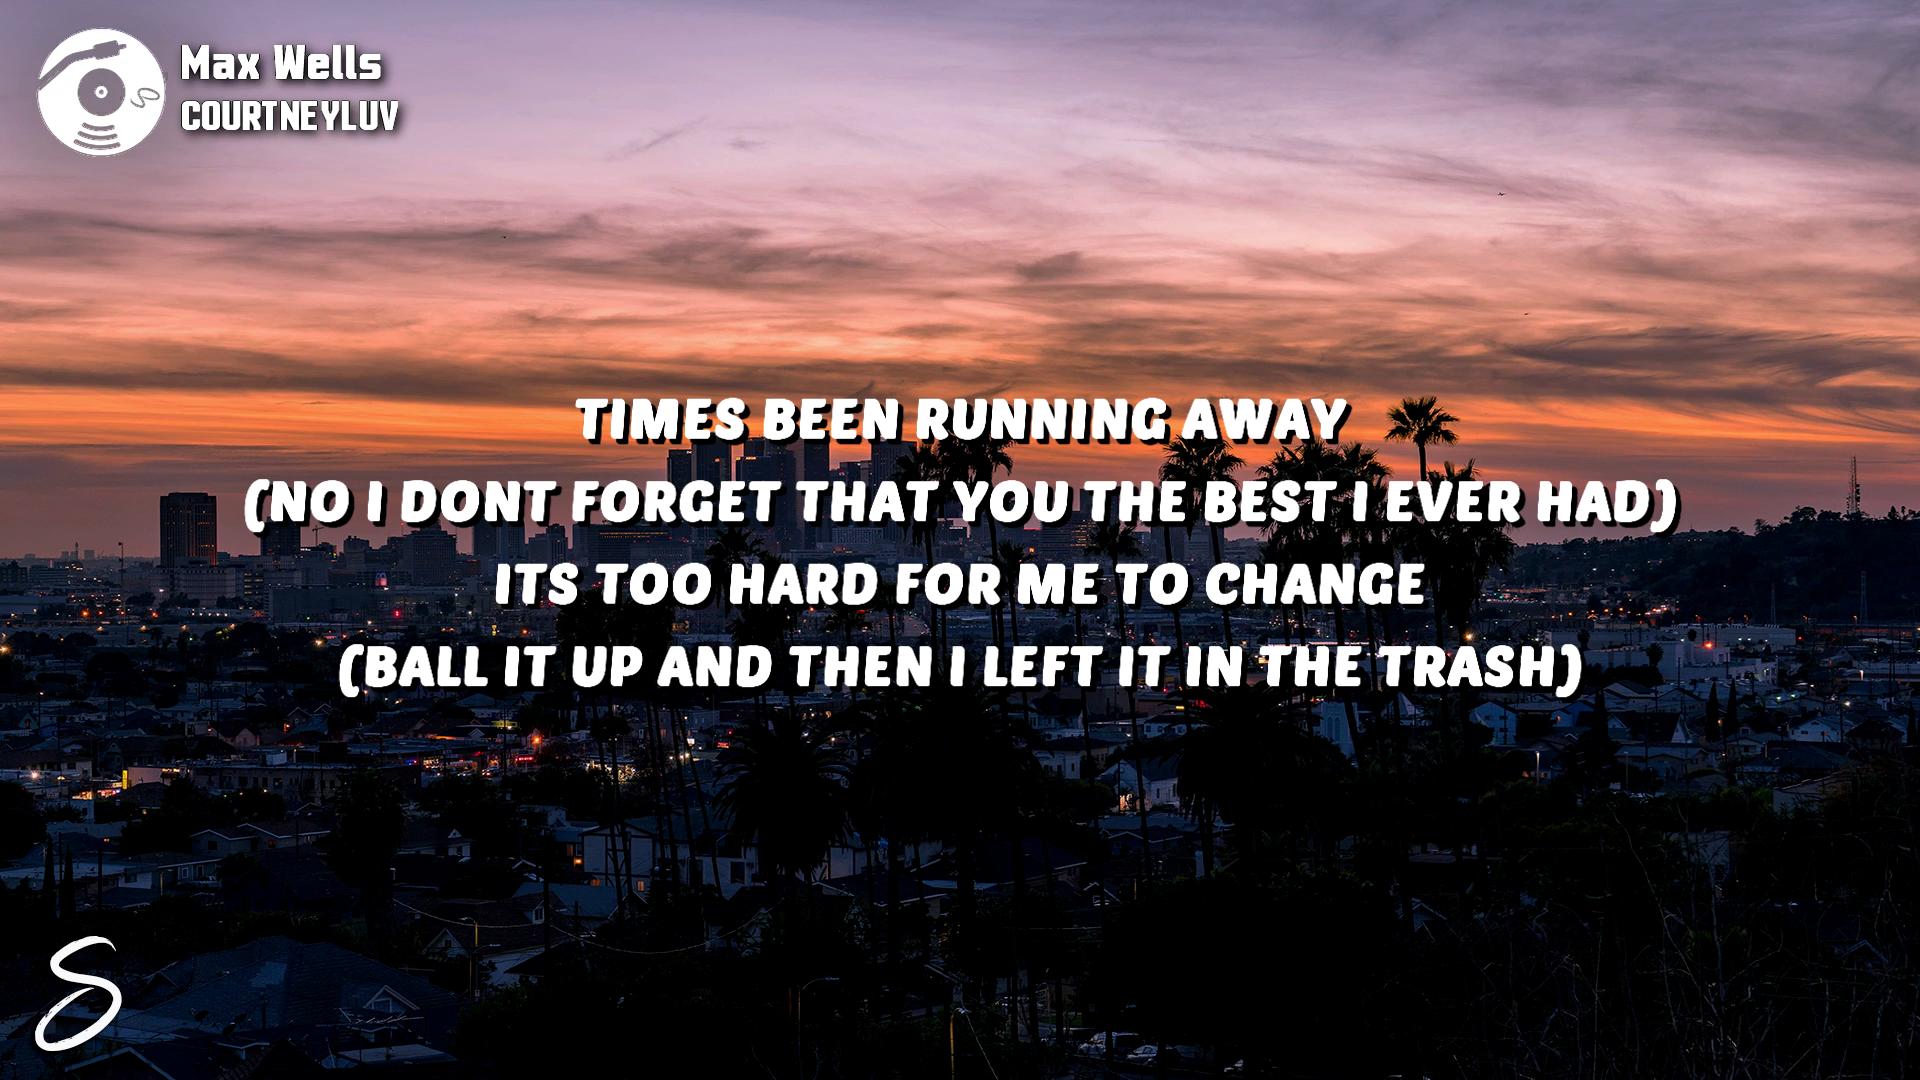 Max Wells
COURTNEYLUV
TIMES BEEN RUNNING AWAY
(NO I DONT FORGET THAT YOU THE BEST I EVER HAD)
ITS TOO HARD FOR ME TO CHANGE
(BALL IT UP AND THEN I LEFT IT IN THE TRASH)
S